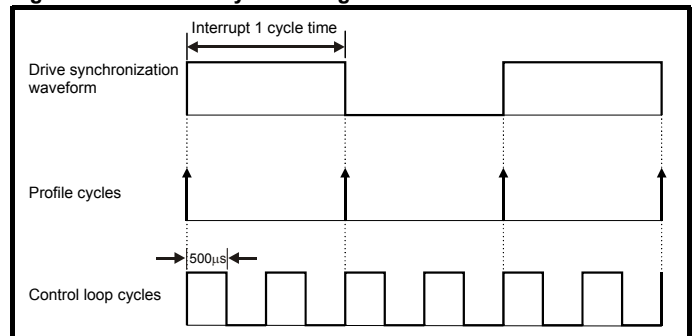 Interrupt 1 cycle time
Drive synchronization
waveform
Profile cycles
500µs
Control loop cycles